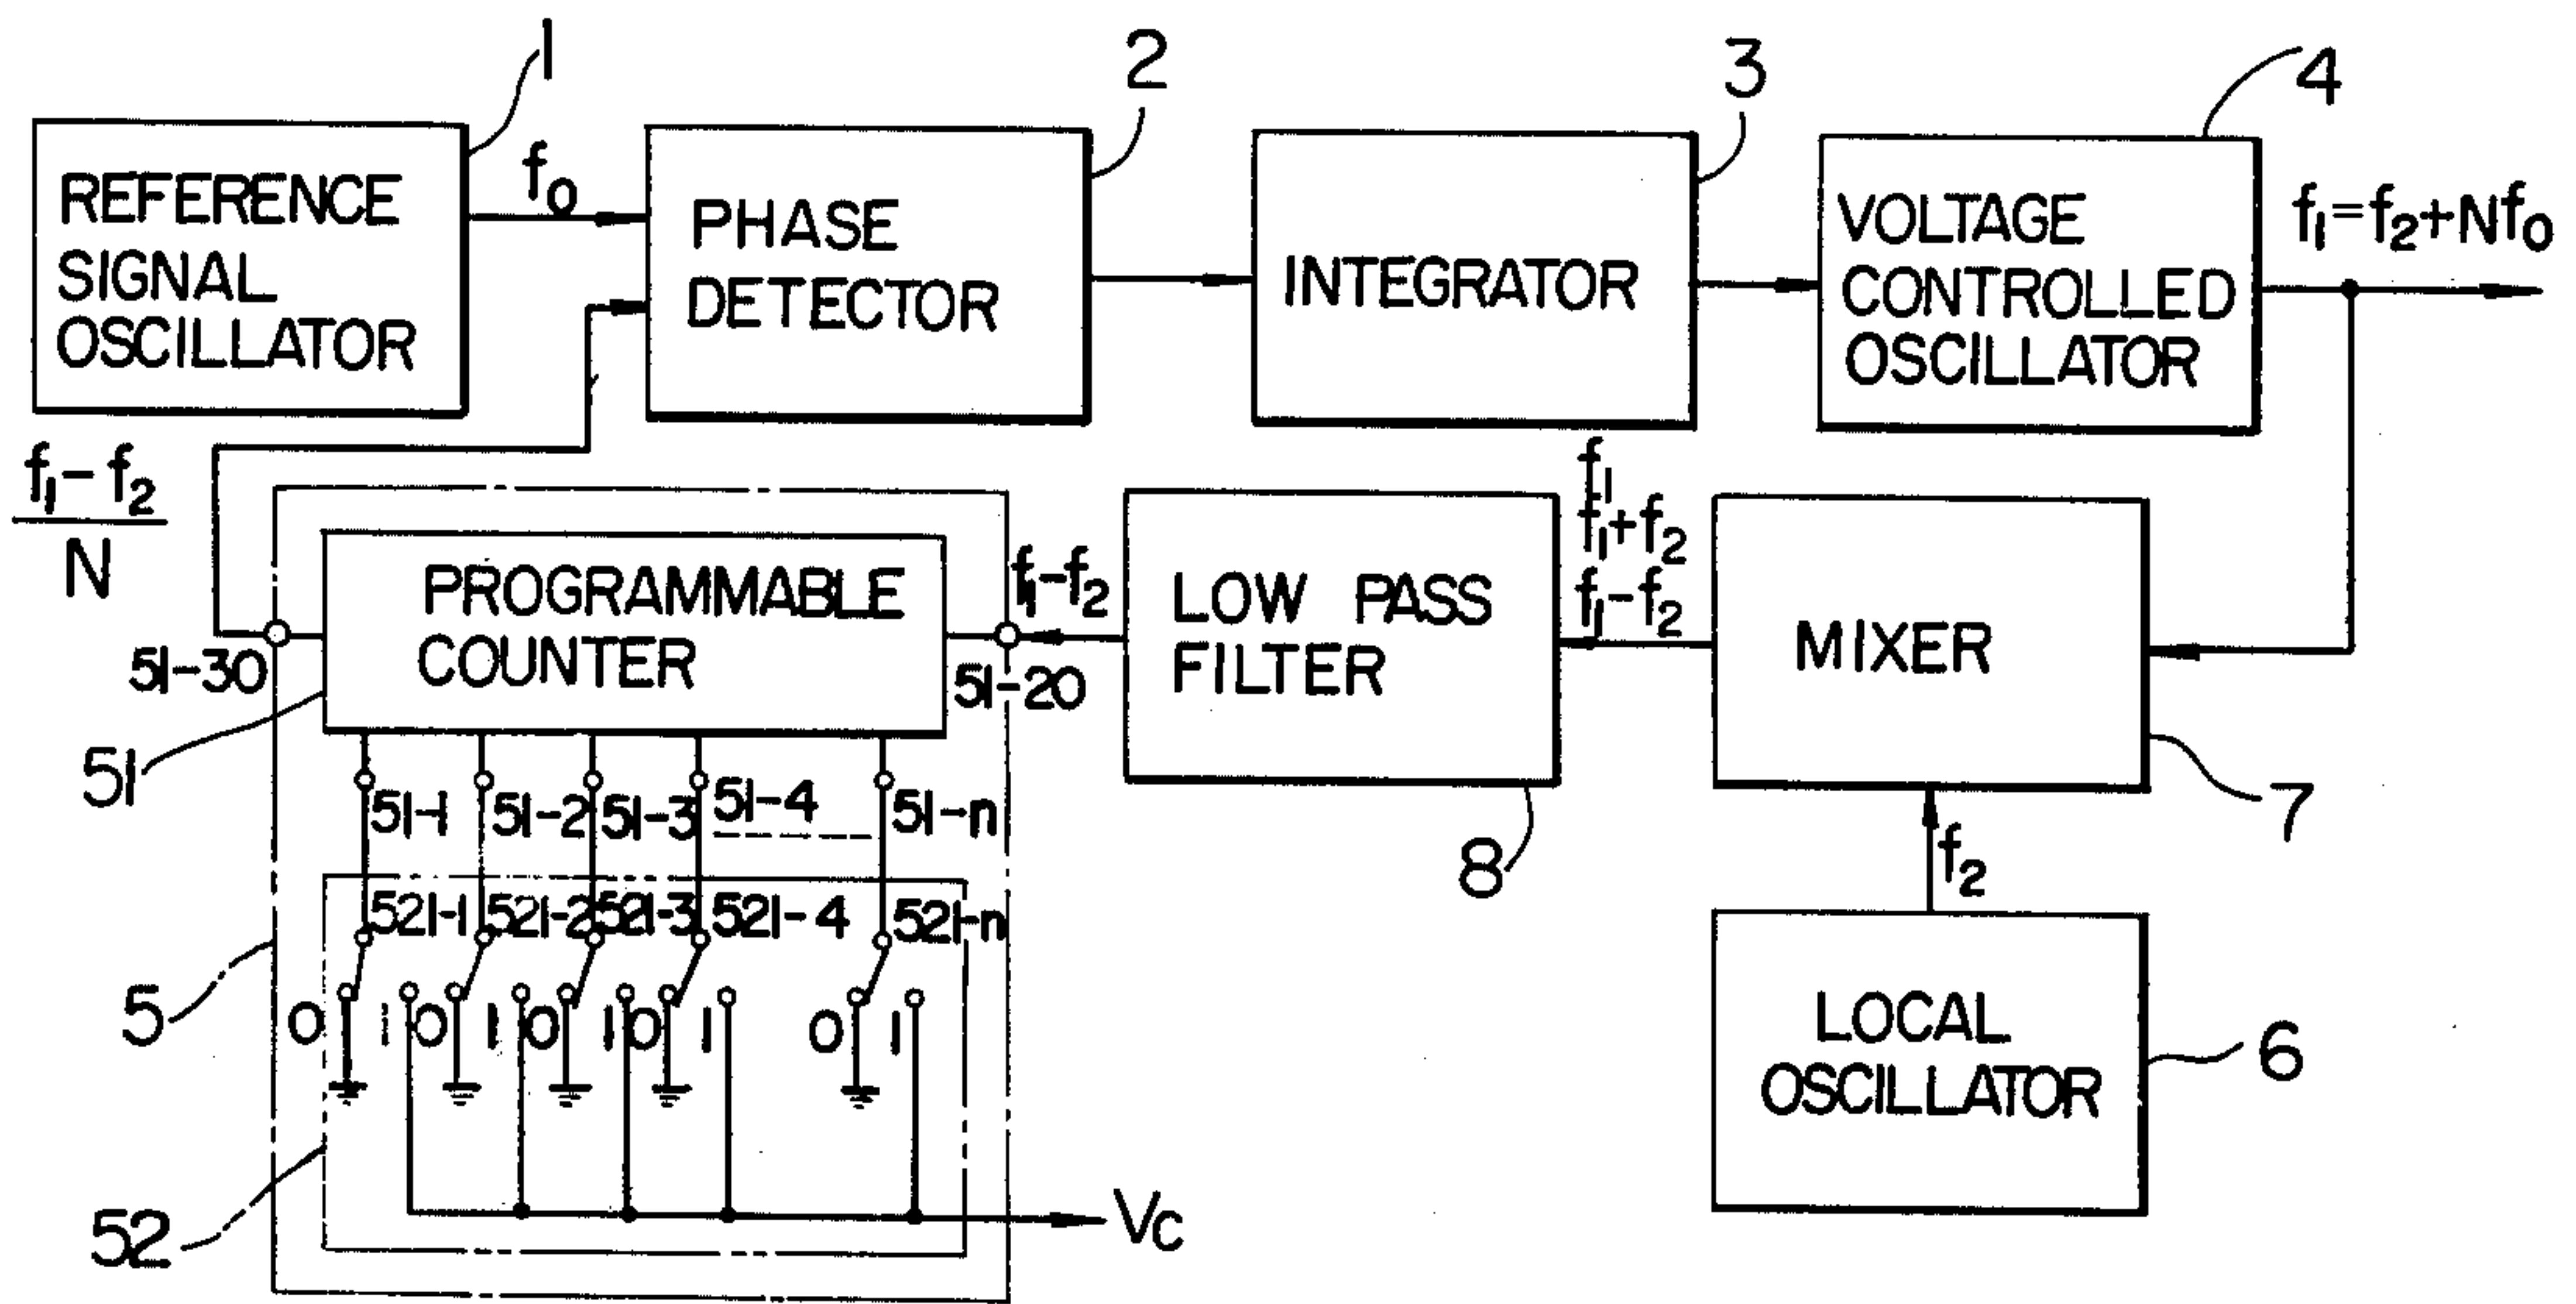 1
2
3
4
REFERENCE
SIGNAL
OSCILLATOR
f0
PHASE
DETECTOR
INTEGRATOR
VOLTAGE
CONTROLLED
OSCILLATOR
f1=f2+Nf0
f1-f2
N
PROGRAMMABLE
COUNTER
51-30
51-20
f1-f2
LOW PASS
FILTER
f1
f1+f2
f1-f2
MIXER
51
51-1
51-2
51-3
51-4
51-n
8
7
f2
521-1
521-2
521-3
521-4
521-n
5
0 1 0 1 0 1 0 1 0 1
LOCAL
OSCILLATOR
6
52
Vc